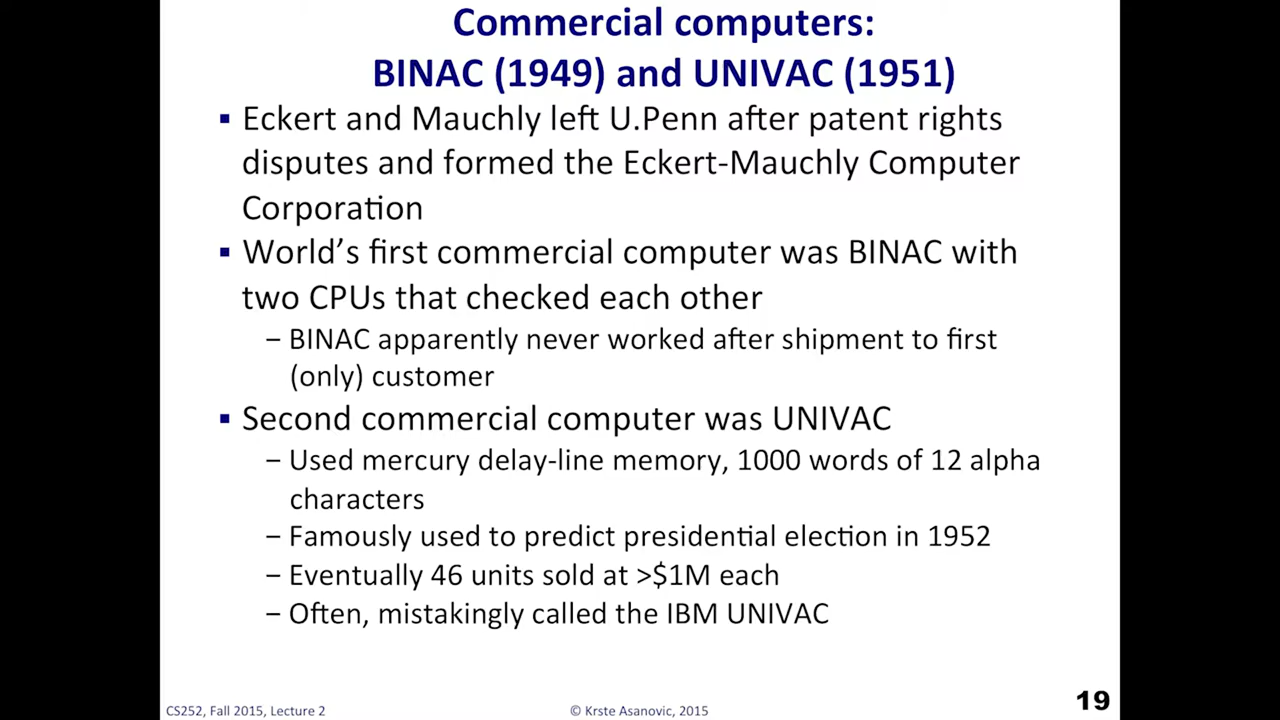 Commercial computers:
BINAC (1949) and UNIVAC (1951)
▪ Eckert and Mauchly left U.Penn after patent rights
disputes and formed the Eckert-Mauchly Computer
Corporation
▪ World's first commercial computer was BINAC with
two CPUs that checked each other
– BINAC apparently never worked after shipment to first
(only) customer
▪ Second commercial computer was UNIVAC
– Used mercury delay-line memory, 1000 words of 12 alpha
characters
– Famously used to predict presidential election in 1952
– Eventually 46 units sold at >$1M each
– Often, mistakingly called the IBM UNIVAC
CS252, Fall 2015, Lecture 2
© Krste Asanovic, 2015
19